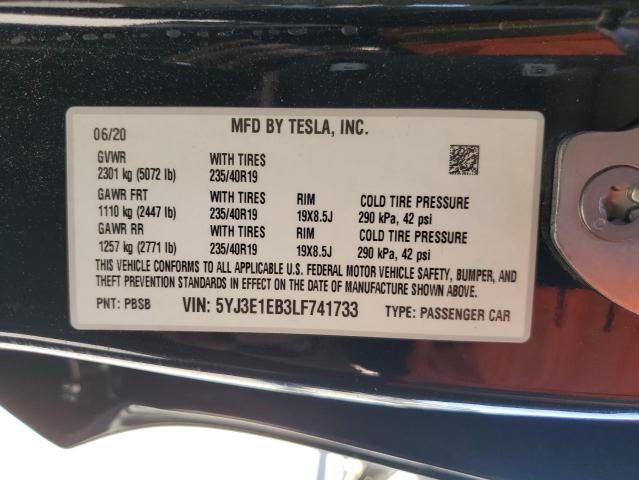 MFD BY TESLA, INC.
06/20
GVWR WITH TIRES
2301 kg (5072 lb) 235/40R19
GAWR FRT WITH TIRES RIM COLD TIRE PRESSURE
1110 kg (2447 lb) 235/40R19 19X8.5J 290 kPa, 42 psi
GAWR RR WITH TIRES RIM COLD TIRE PRESSURE
1257 kg (2771 lb) 235/40R19 19X8.5J 290 kPa, 42 psi
THIS VEHICLE CONFORMS TO ALL APPLICABLE U.S. FEDERAL MOTOR VEHICLE SAFETY, BUMPER, AND
THEFT PREVENTION STANDARDS IN EFFECT ON THE DATE OF MANUFACTURE SHOWN ABOVE.
PNT: PBSB VIN: 5YJ3E1EB3LF741733 TYPE: PASSENGER CAR